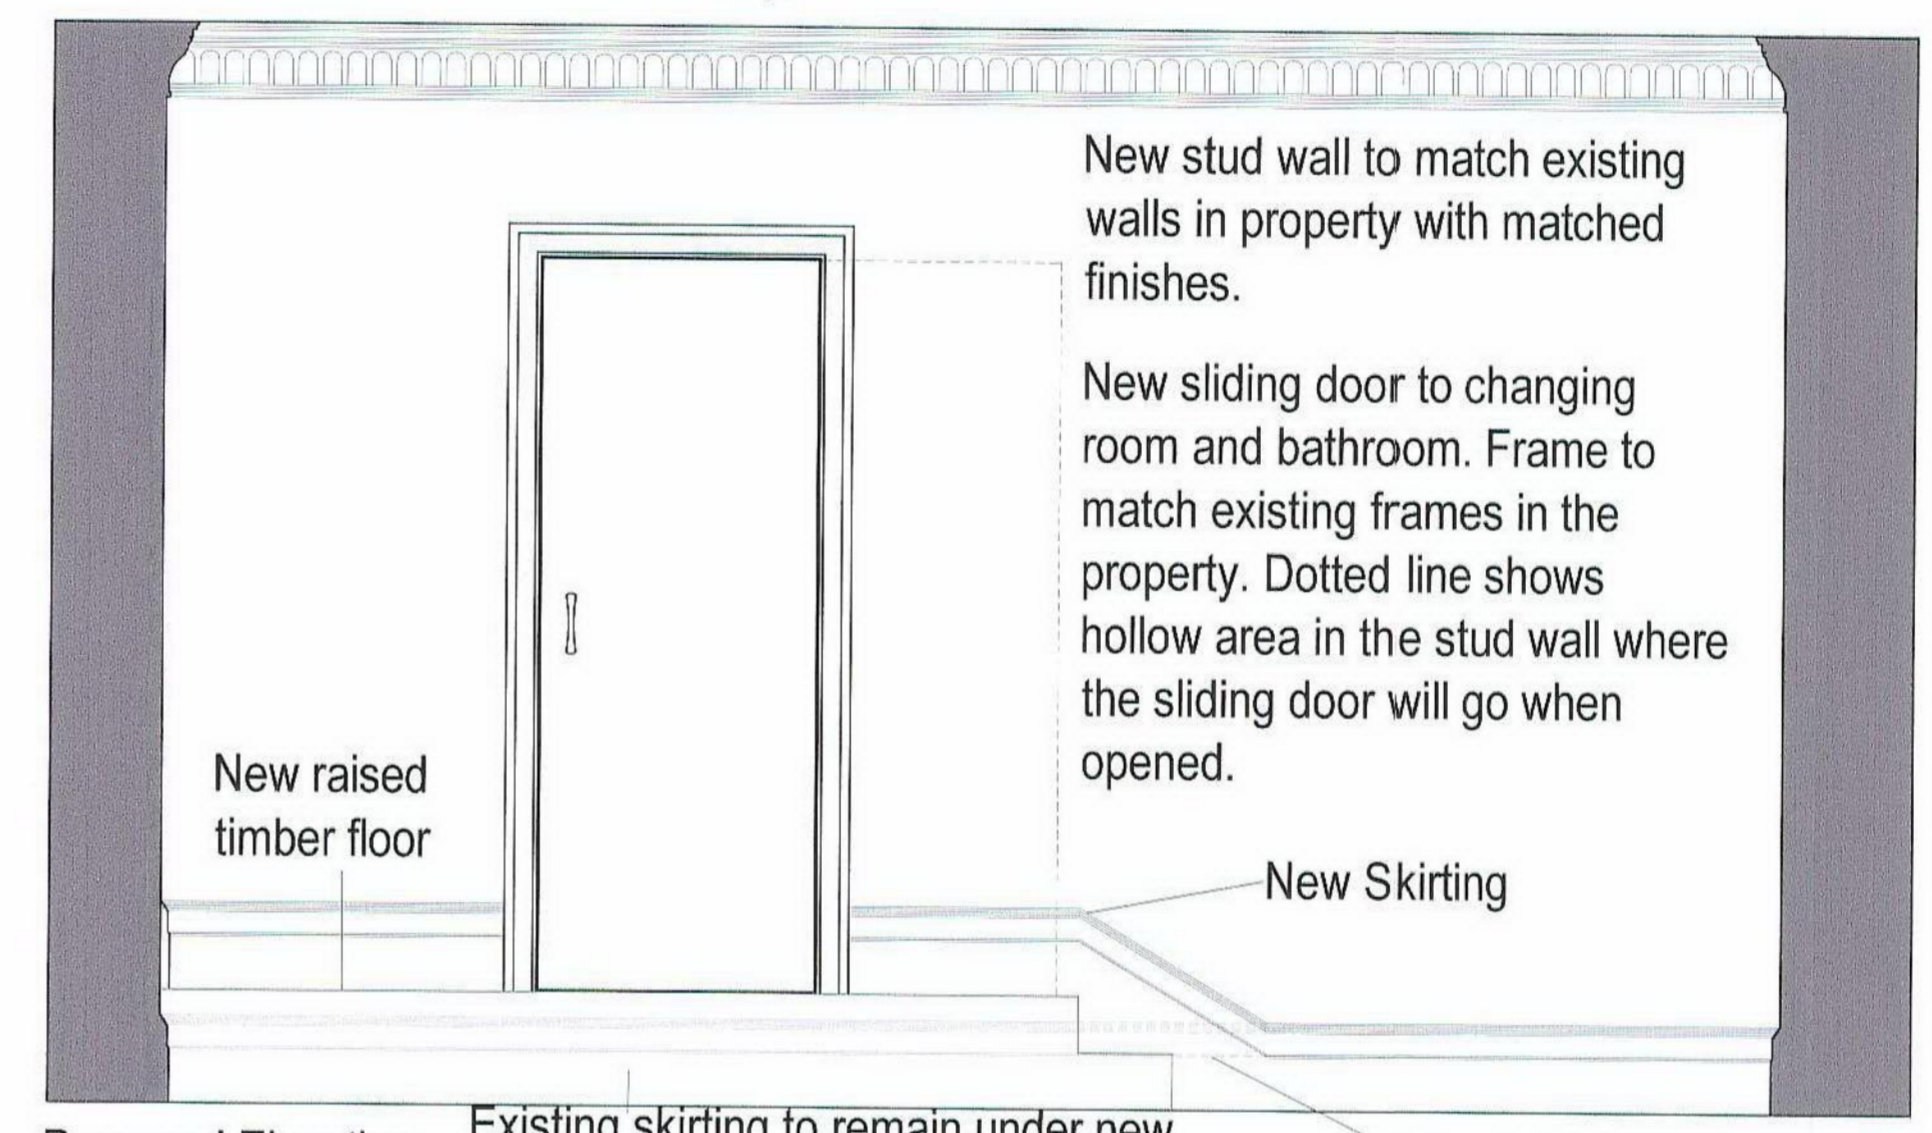 New stud wall to match existing
walls in property with matched
finishes.
New sliding door to changing
room and bathroom. Frame to
match existing frames in the
property. Dotted line shows
hollow area in the stud wall where
the sliding door will go when
opened.
New raised
timber floor
New Skirting
Existing skirting to remain under new